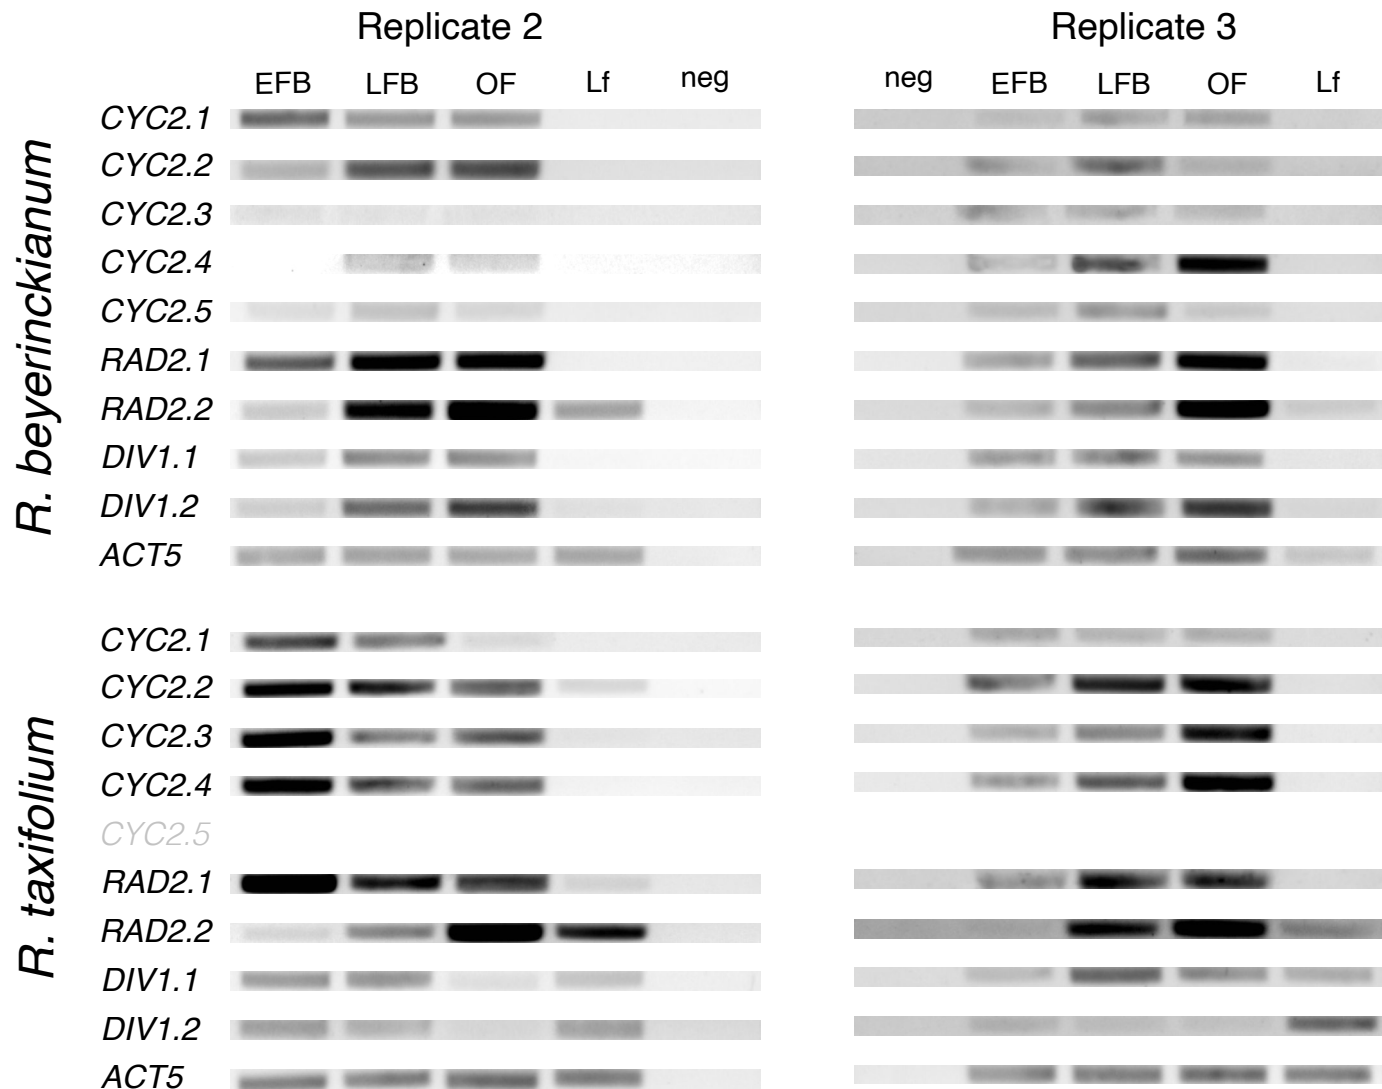 Replicate 2 Replicate 3
EFB LFB OF Lf neg neg EFB LFB OF Lf
R. beyerinckianum
CYC2.1
CYC2.2
CYC2.3
CYC2.4
CYC2.5
RAD2.1
RAD2.2
DIV1.1
DIV1.2
ACT5
R. taxifolium
CYC2.1
CYC2.2
CYC2.3
CYC2.4
CYC2.5
RAD2.1
RAD2.2
DIV1.1
DIV1.2
ACT5